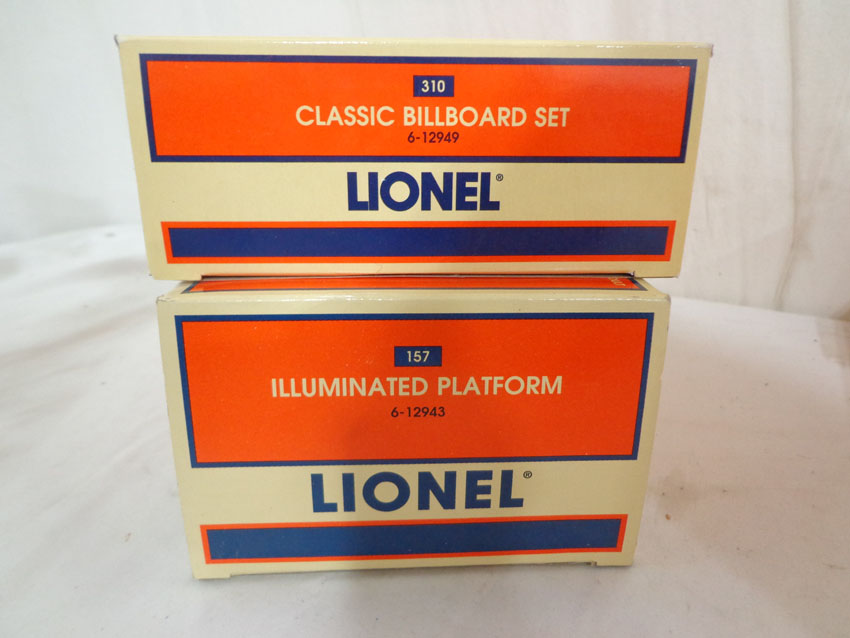 310
CLASSIC BILLBOARD SET
6-12949
LIONEL®
157
ILLUMINATED PLATFORM
6-12943
LIONEL®